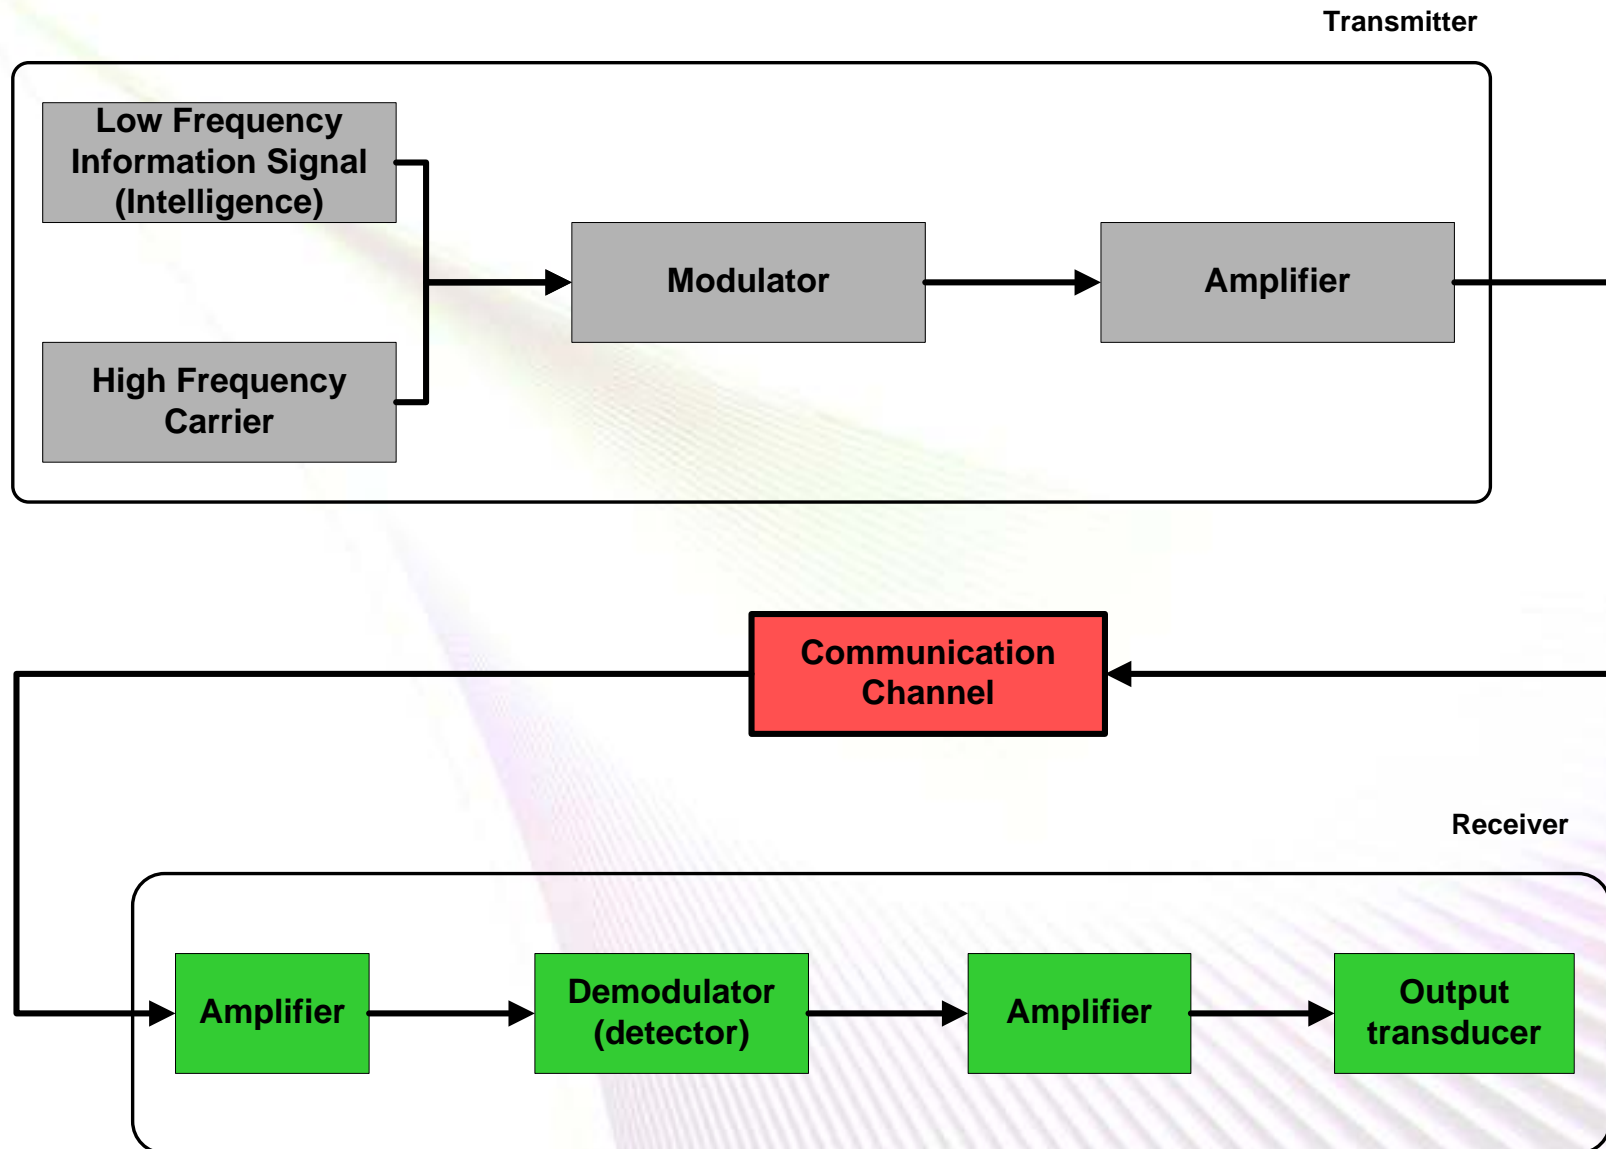 Transmitter
Low Frequency
Information Signal
(Intelligence)
Modulator
Amplifier
High Frequency
Carrier
Communication
Channel
Receiver
Amplifier
Demodulator
(detector)
Amplifier
Output
transducer